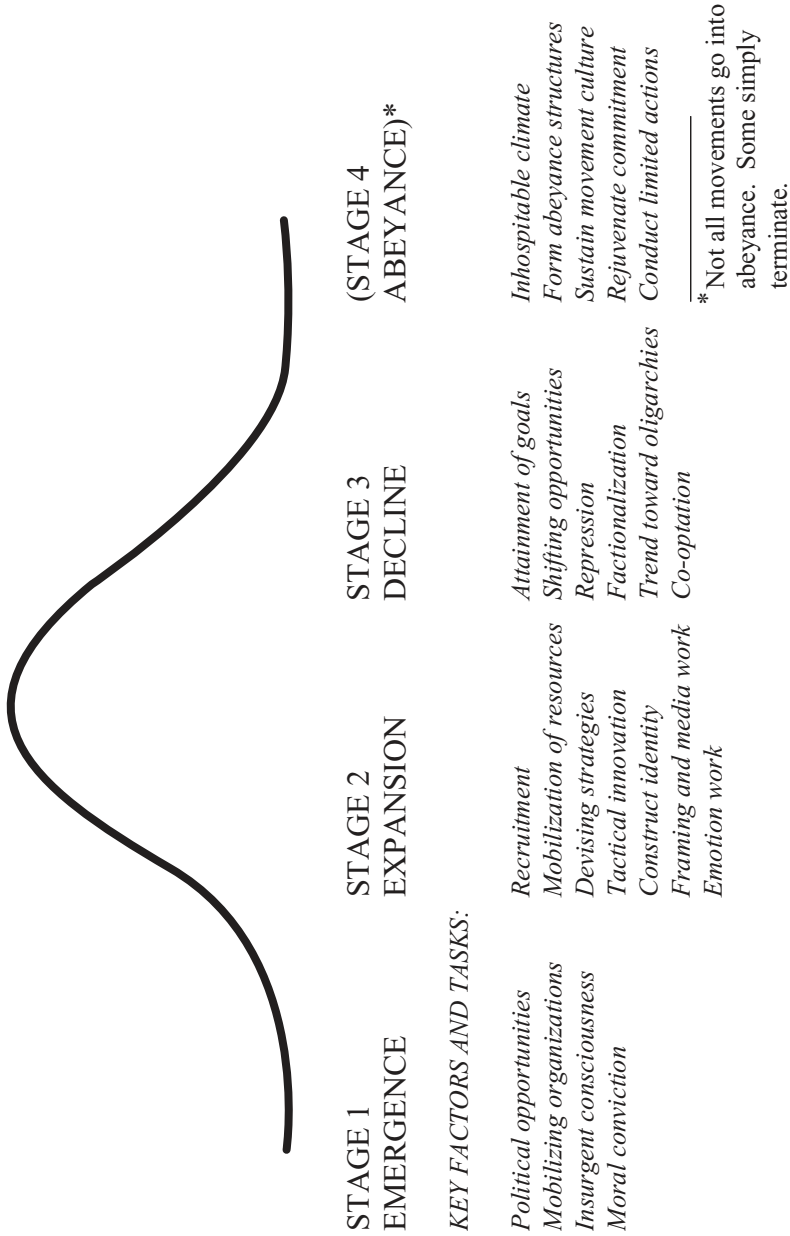 STAGE 1
EMERGENCE
KEY FACTORS AND TASKS:
Political opportunities
Mobilizing organizations
Insurgent consciousness
Moral conviction
STAGE 2
EXPANSION
Recruitment
Mobilization of resources
Devising strategies
Tactical innovation
Construct identity
Framing and media work
Emotion work
STAGE 3
DECLINE
Attainment of goals
Shifting opportunities
Repression
Factionalization
Trend toward oligarchies
Co-optation
(STAGE 4
ABEYANCE)*
Inhospitable climate
Form abeyance structures
Sustain movement culture
Rejuvenate commitment
Conduct limited actions
* Not all movements go into
abeyance. Some simply
terminate.